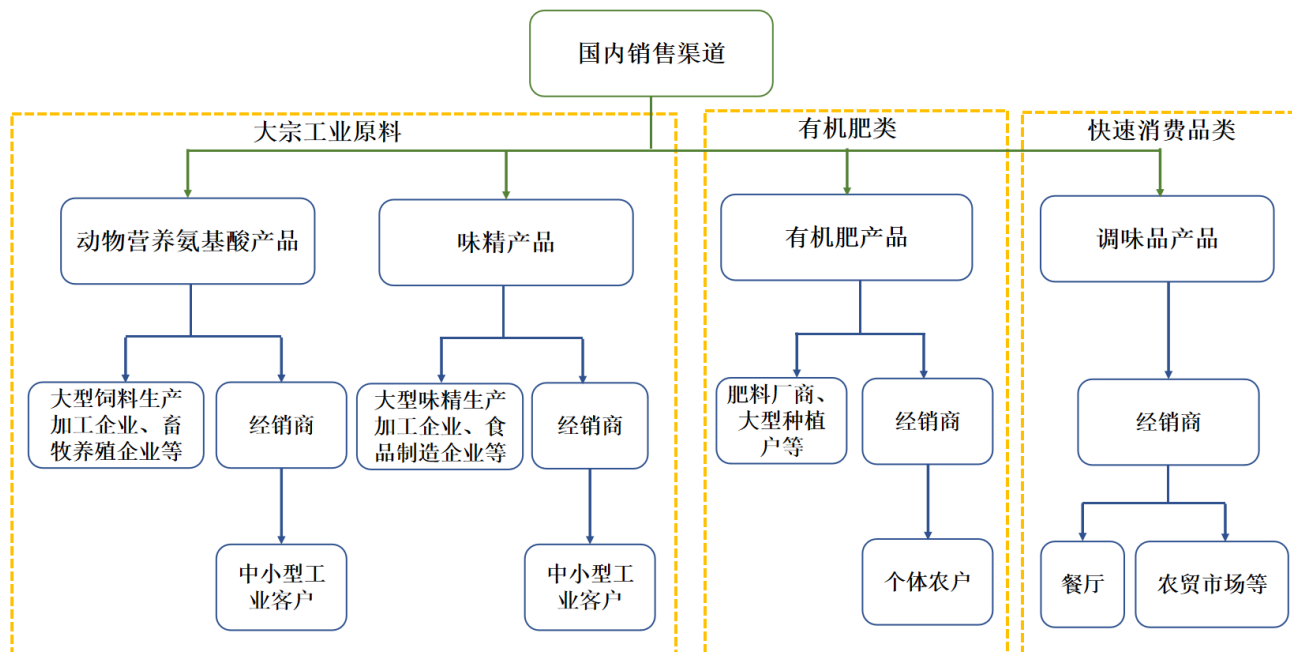 国内销售渠道
大宗工业原料
有机肥类
快速消费品类
动物营养氨基酸产品
味精产品
有机肥产品
调味品产品
大型饲料生产
加工企业、畜
牧养殖企业等
经销商
大型味精生产
加工企业、食
品制造企业等
经销商
肥料厂商、
大型种植
户等
经销商
经销商
中小型工
业客户
中小型工
业客户
个体农户
餐厅
农贸市场等